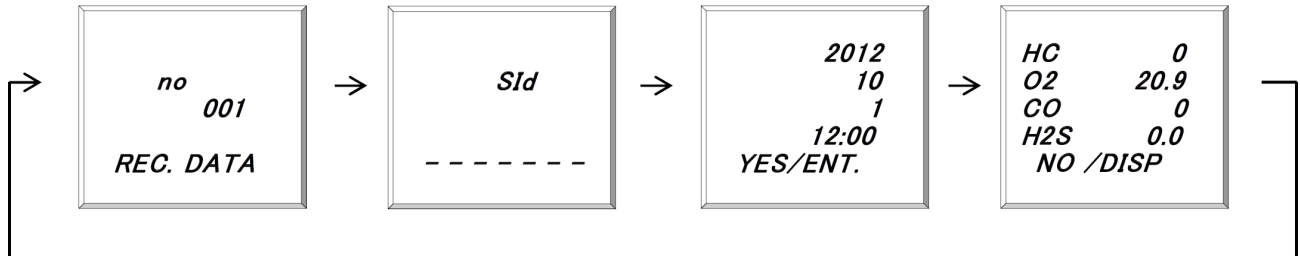 no
001
REC. DATA
SId
- - - - - - -
2012
10
1
12:00
YES/ENT.
HC 0
O2 20.9
CO 0
H2S 0.0
NO /DISP